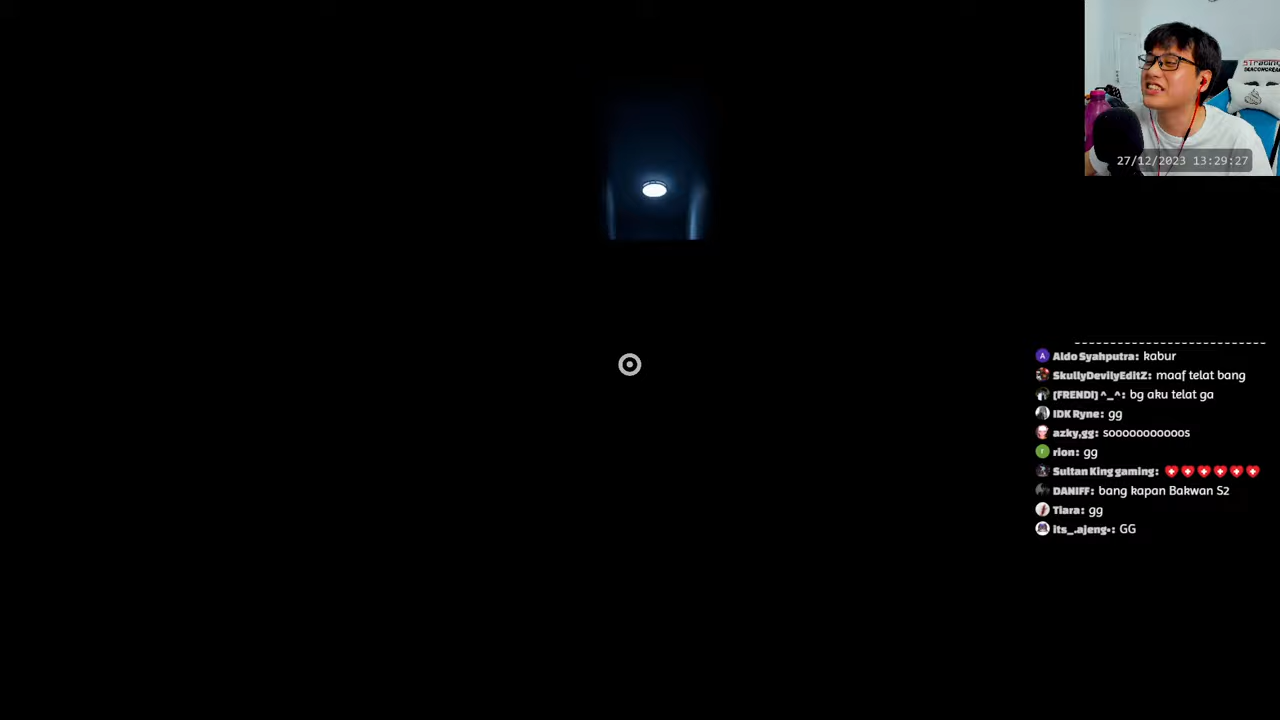 27/12/2023 13:29:27
Aldo Syahputra: kabur
SkullyDevilyEditZ: maaf telat bang
[FRENDI] ^_^: bg aku telat ga
IDK Ryne: gg
azky,gg: sooooooooooos
rion: gg
Sultan King gaming:
DANIFF: bang kapan Bakwan S2
Tiara: gg
its_.ajeng•: GG